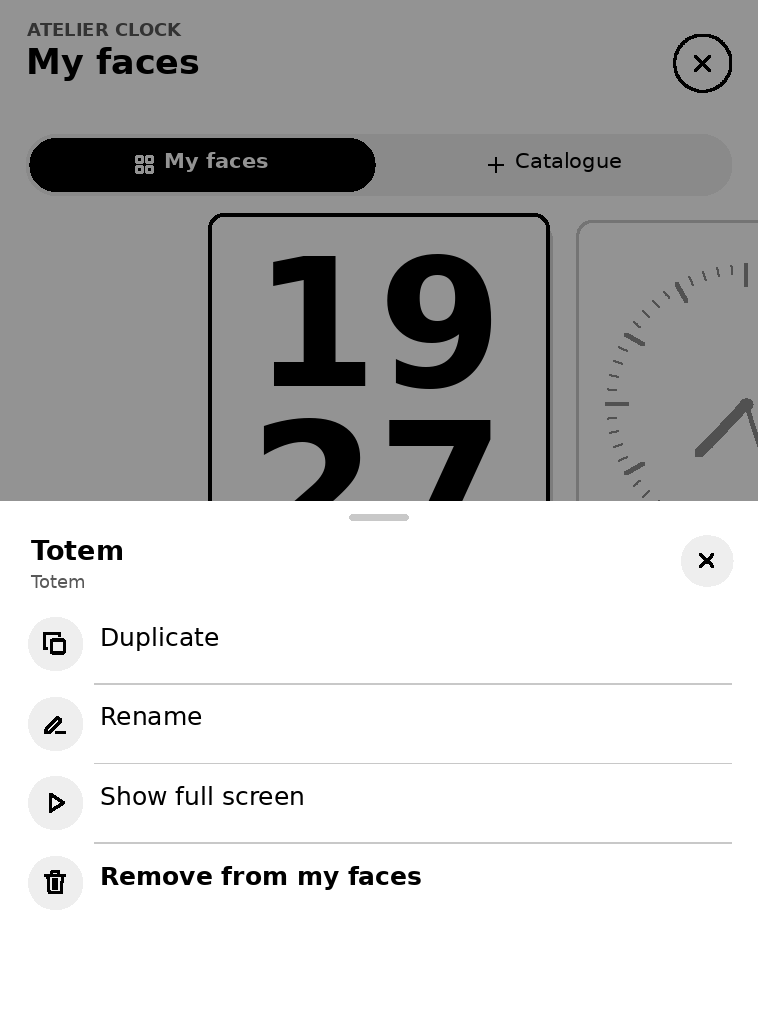 ATELIER CLOCK
My faces
My faces
Catalogue
19
27
Totem
Totem
Duplicate
Rename
Show full screen
Remove from my faces